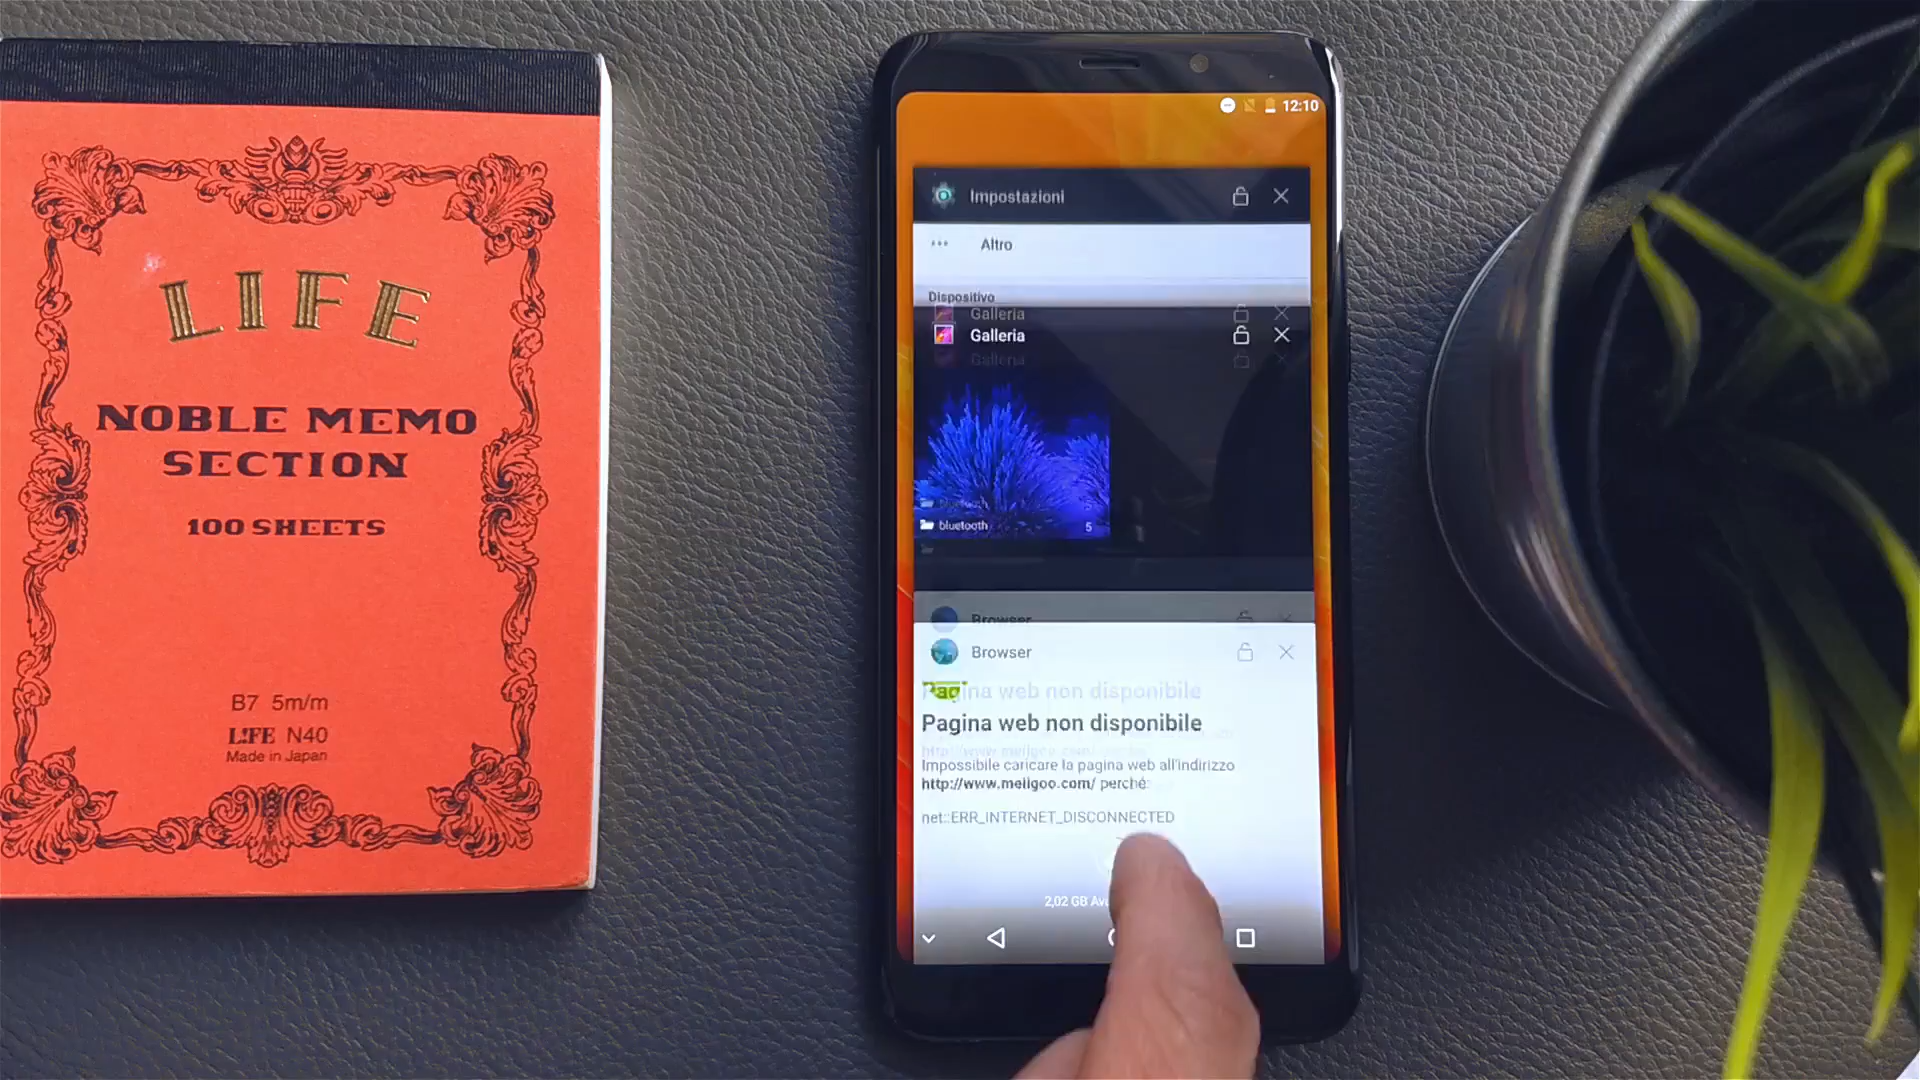 LIFE
NOBLE MEMO
SECTION
100 SHEETS
B7 5m/m
L!FE N40
Made in Japan
12:10
Impostazioni
Altro
Dispositivo
Galleria
Galleria
Galleria
bluetooth 5
Browser
Browser
Pagina web non disponibile
Pagina web non disponibile
Impossibile caricare la pagina web all'indirizzo
http://www.meiigoo.com/ perché:
net::ERR_INTERNET_DISCONNECTED
2,02 GB